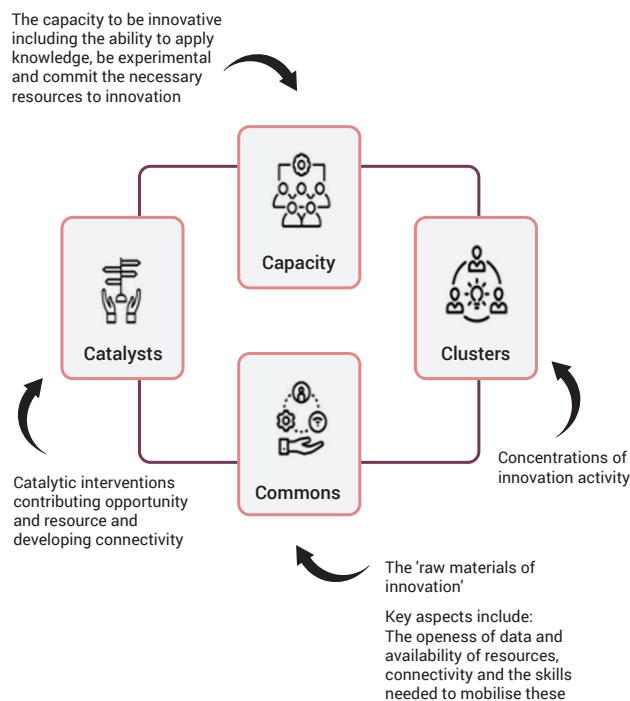 The capacity to be innovative
including the ability to apply
knowledge, be experimental
and commit the necessary
resources to innovation
Capacity
Catalysts
Clusters
Commons
Catalytic interventions
contributing opportunity
and resource and
developing connectivity
Concentrations of
innovation activity
The 'raw materials of
innovation'
Key aspects include:
The openess of data and
availability of resources,
connectivity and the skills
needed to mobilise these